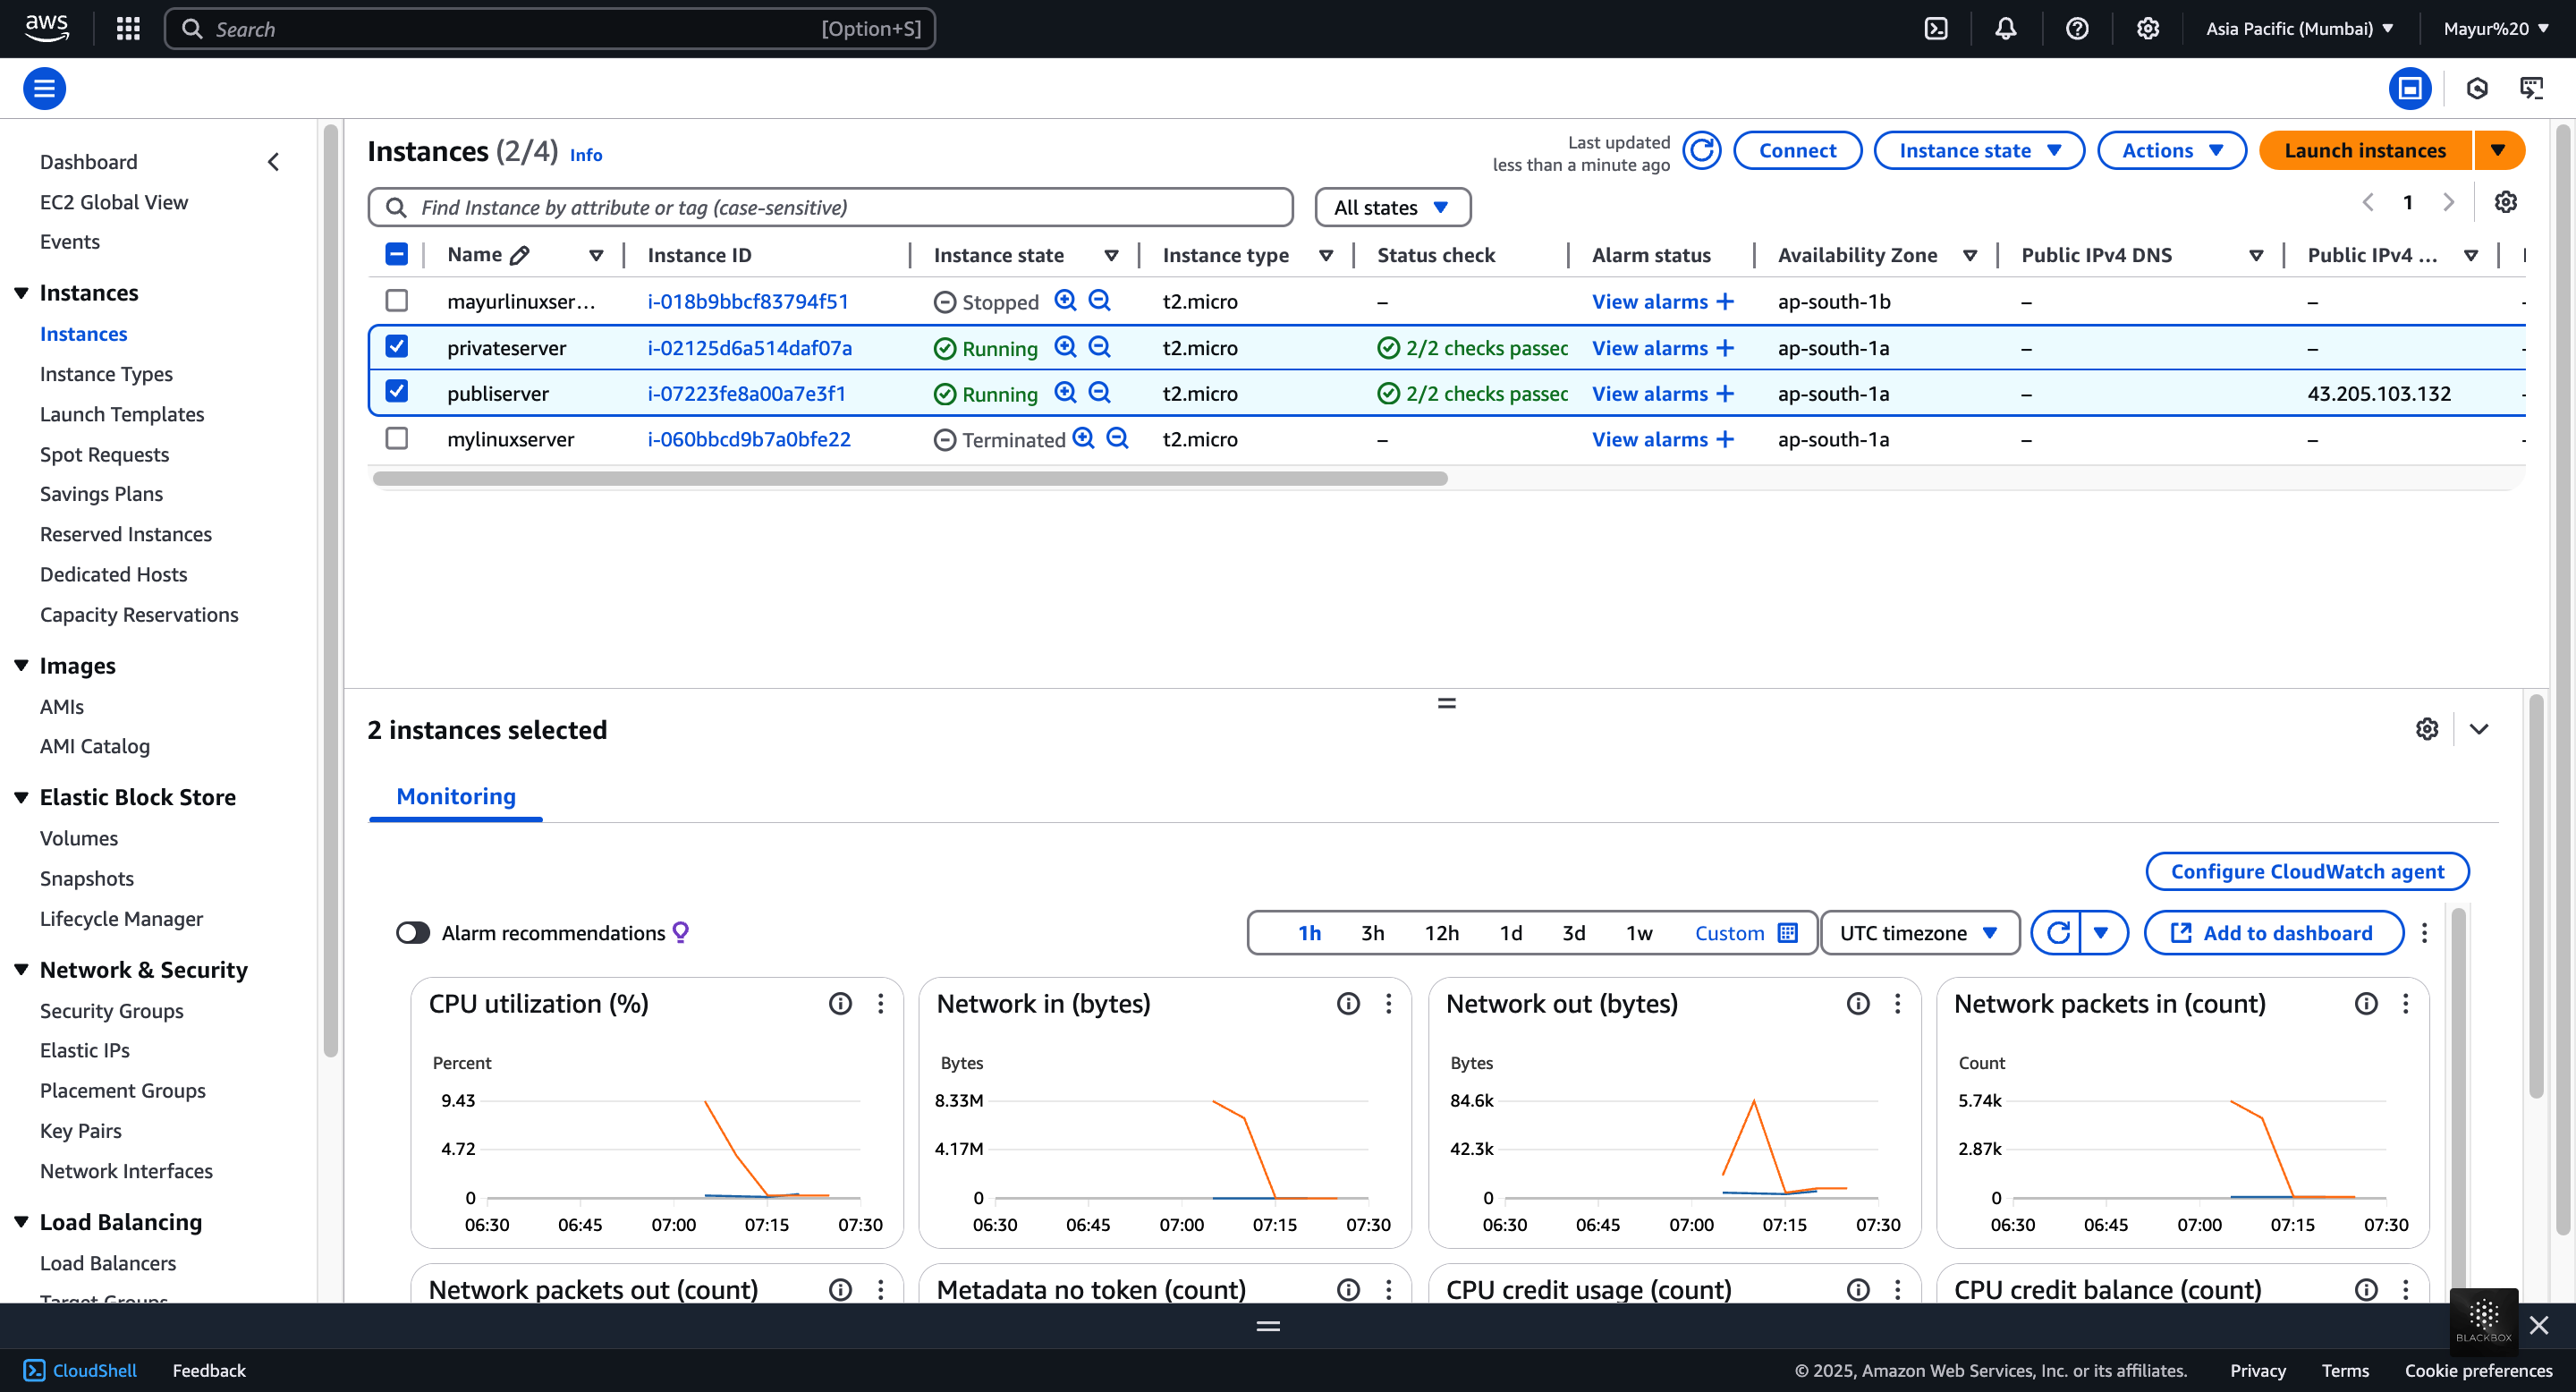 aws
Search
[Option+S]
Asia Pacific (Mumbai)
Mayur%20
Dashboard
EC2 Global View
Events
Instances
Instances
Instance Types
Launch Templates
Spot Requests
Savings Plans
Reserved Instances
Dedicated Hosts
Capacity Reservations
Images
AMIs
AMI Catalog
Elastic Block Store
Volumes
Snapshots
Lifecycle Manager
Network & Security
Security Groups
Elastic IPs
Placement Groups
Key Pairs
Network Interfaces
Load Balancing
Load Balancers
Target Groups
Instances (2/4) Info
Last updated
less than a minute ago
Connect
Instance state
Actions
Launch instances
Find Instance by attribute or tag (case-sensitive)
All states
1
Name Instance ID Instance state Instance type Status check Alarm status Availability Zone Public IPv4 DNS Public IPv4 ...
mayurlinuxser... i-018b9bbcf83794f51 Stopped t2.micro – View alarms + ap-south-1b – –
privateserver i-02125d6a514daf07a Running t2.micro 2/2 checks passed View alarms + ap-south-1a – –
publiserver i-07223fe8a00a7e3f1 Running t2.micro 2/2 checks passed View alarms + ap-south-1a – 43.205.103.132
mylinuxserver i-060bbcd9b7a0bfe22 Terminated t2.micro – View alarms + ap-south-1a – –
2 instances selected
Monitoring
Configure CloudWatch agent
Alarm recommendations
1h 3h 12h 1d 3d 1w Custom
UTC timezone
Add to dashboard
CPU utilization (%)
Percent
9.43
4.72
0
06:30 06:45 07:00 07:15 07:30
Network in (bytes)
Bytes
8.33M
4.17M
0
06:30 06:45 07:00 07:15 07:30
Network out (bytes)
Bytes
84.6k
42.3k
0
06:30 06:45 07:00 07:15 07:30
Network packets in (count)
Count
5.74k
2.87k
0
06:30 06:45 07:00 07:15 07:30
Network packets out (count)
Metadata no token (count)
CPU credit usage (count)
CPU credit balance (count)
BLACKBOX
CloudShell
Feedback
© 2025, Amazon Web Services, Inc. or its affiliates.
Privacy
Terms
Cookie preferences